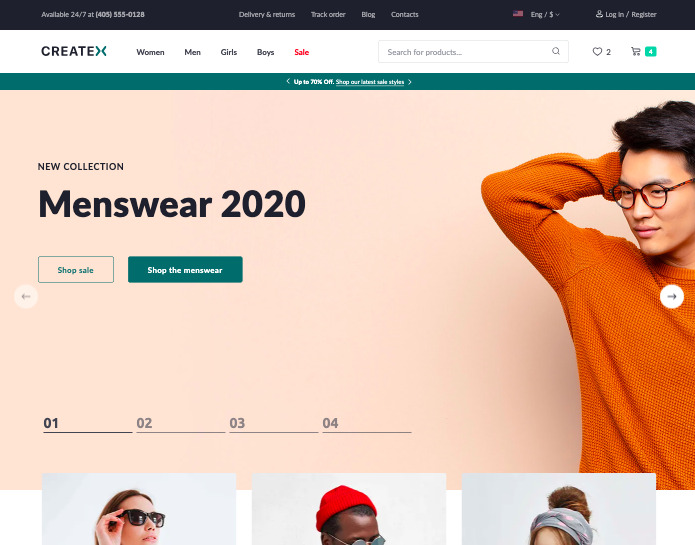 Available 24/7 at (405) 555-0128
Delivery & returns Track order Blog Contacts
Eng / $
Log in / Register
CREATEX
Women Men Girls Boys Sale
Search for products...
2
4
Up to 70% Off. Shop our latest sale styles
NEW COLLECTION
Menswear 2020
Shop sale
Shop the menswear
01 02 03 04